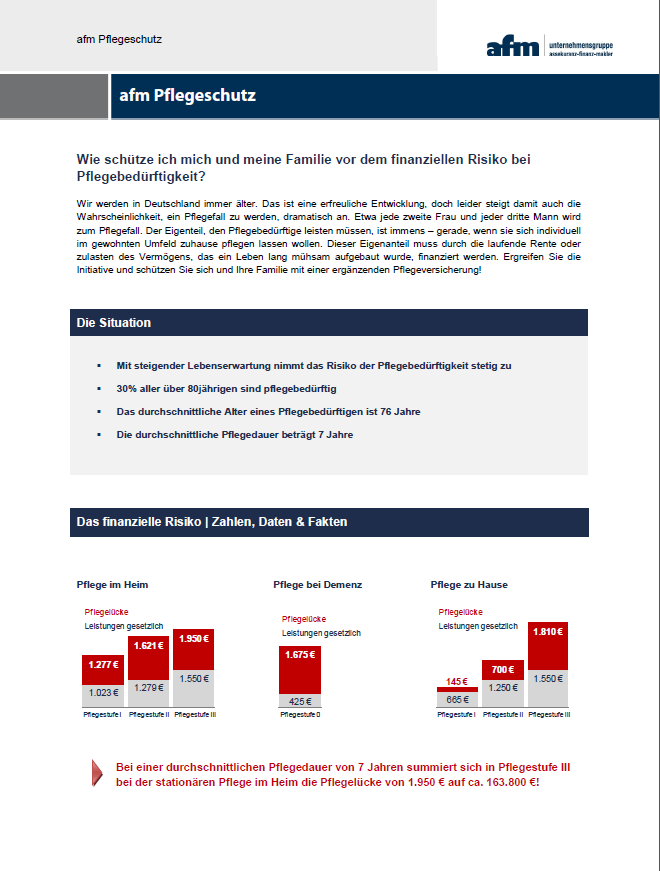 afm Pflegeschutz
afm unternehmensgruppe
assekuranz-finanz-makler
afm Pflegeschutz
Wie schütze ich mich und meine Familie vor dem finanziellen Risiko bei
Pflegebedürftigkeit?
Wir werden in Deutschland immer älter. Das ist eine erfreuliche Entwicklung, doch leider steigt damit auch die
Wahrscheinlichkeit, ein Pflegefall zu werden, dramatisch an. Etwa jede zweite Frau und jeder dritte Mann wird
zum Pflegefall. Der Eigenteil, den Pflegebedürftige leisten müssen, ist immens – gerade, wenn sie sich individuell
im gewohnten Umfeld zuhause pflegen lassen wollen. Dieser Eigenanteil muss durch die laufende Rente oder
zulasten des Vermögens, das ein Leben lang mühsam aufgebaut wurde, finanziert werden. Ergreifen Sie die
Initiative und schützen Sie sich und Ihre Familie mit einer ergänzenden Pflegeversicherung!
Die Situation
▪ Mit steigender Lebenserwartung nimmt das Risiko der Pflegebedürftigkeit stetig zu
▪ 30% aller über 80jährigen sind pflegebedürftig
▪ Das durchschnittliche Alter eines Pflegebedürftigen ist 76 Jahre
▪ Die durchschnittliche Pflegedauer beträgt 7 Jahre
Das finanzielle Risiko | Zahlen, Daten & Fakten
Pflege im Heim
Pflegelücke
Leistungen gesetzlich
1.277 € 1.621 € 1.950 €
1.023 € 1.279 € 1.550 €
Pflegestufe I Pflegestufe II Pflegestufe III
Pflege bei Demenz
Pflegelücke
Leistungen gesetzlich
1.675 €
425 €
Pflegestufe 0
Pflege zu Hause
Pflegelücke
Leistungen gesetzlich
145 € 700 € 1.810 €
665 € 1.250 € 1.550 €
Pflegestufe I Pflegestufe II Pflegestufe III
Bei einer durchschnittlichen Pflegedauer von 7 Jahren summiert sich in Pflegestufe III
bei der stationären Pflege im Heim die Pflegelücke von 1.950 € auf ca. 163.800 €!